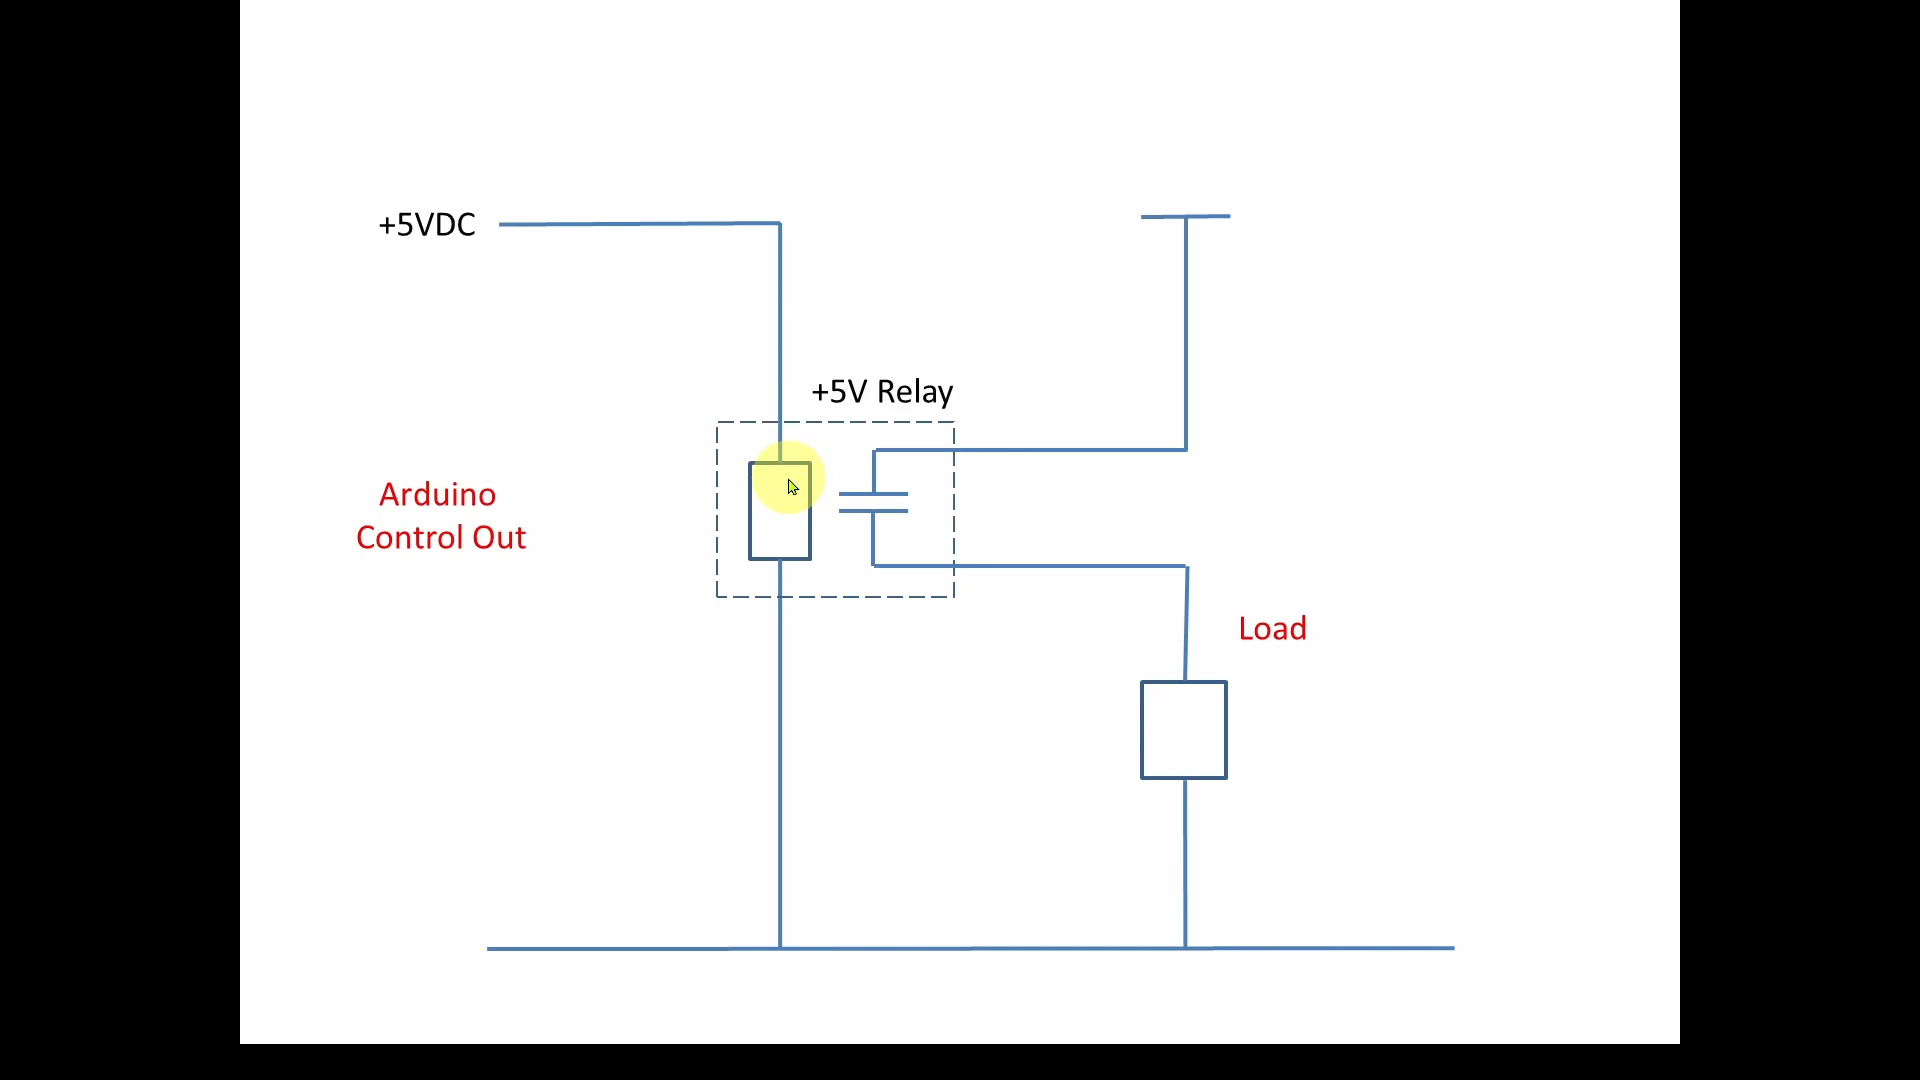 +5VDC
+5V Relay
Arduino
Control Out
Load